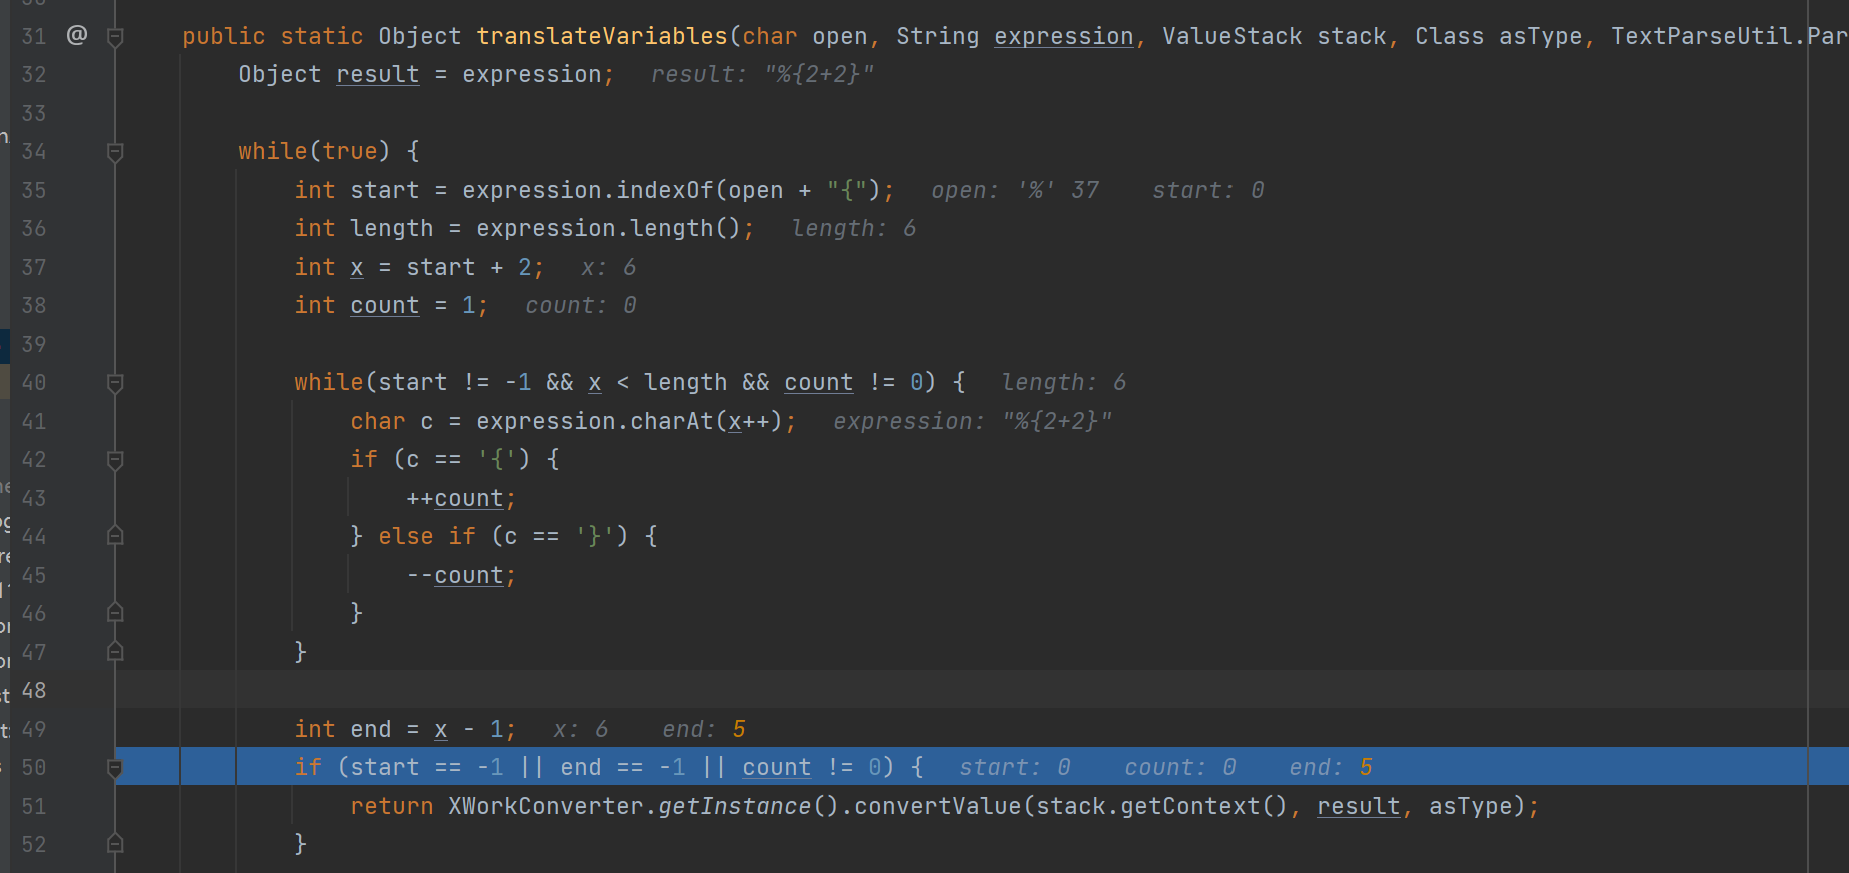 31 @ public static Object translateVariables(char open, String expression, ValueStack stack, Class asType, TextParseUtil.Par
32 Object result = expression; result: "%{2+2}"
33
34 while(true) {
35 int start = expression.indexOf(open + "{"); open: '%' 37 start: 0
36 int length = expression.length(); length: 6
37 int x = start + 2; x: 6
38 int count = 1; count: 0
39
40 while(start != -1 && x < length && count != 0) { length: 6
41 char c = expression.charAt(x++); expression: "%{2+2}"
42 if (c == '{') {
43 ++count;
44 } else if (c == '}') {
45 --count;
46 }
47 }
48
49 int end = x - 1; x: 6 end: 5
50 if (start == -1 || end == -1 || count != 0) { start: 0 count: 0 end: 5
51 return XWorkConverter.getInstance().convertValue(stack.getContext(), result, asType);
52 }